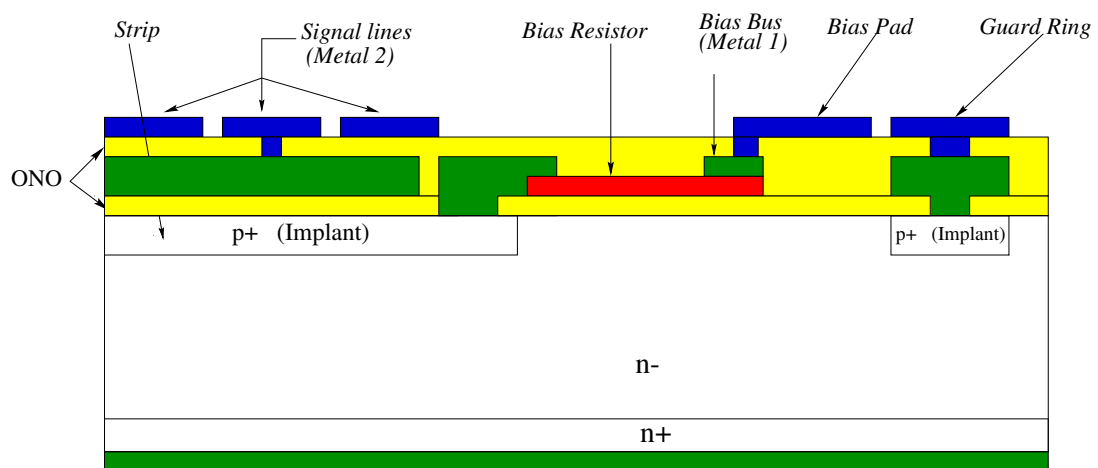 Strip
Signal lines
(Metal 2)
Bias Resistor
Bias Bus
(Metal 1)
Bias Pad
Guard Ring
ONO
p+ (Implant)
p+ (Implant)
n-
n+